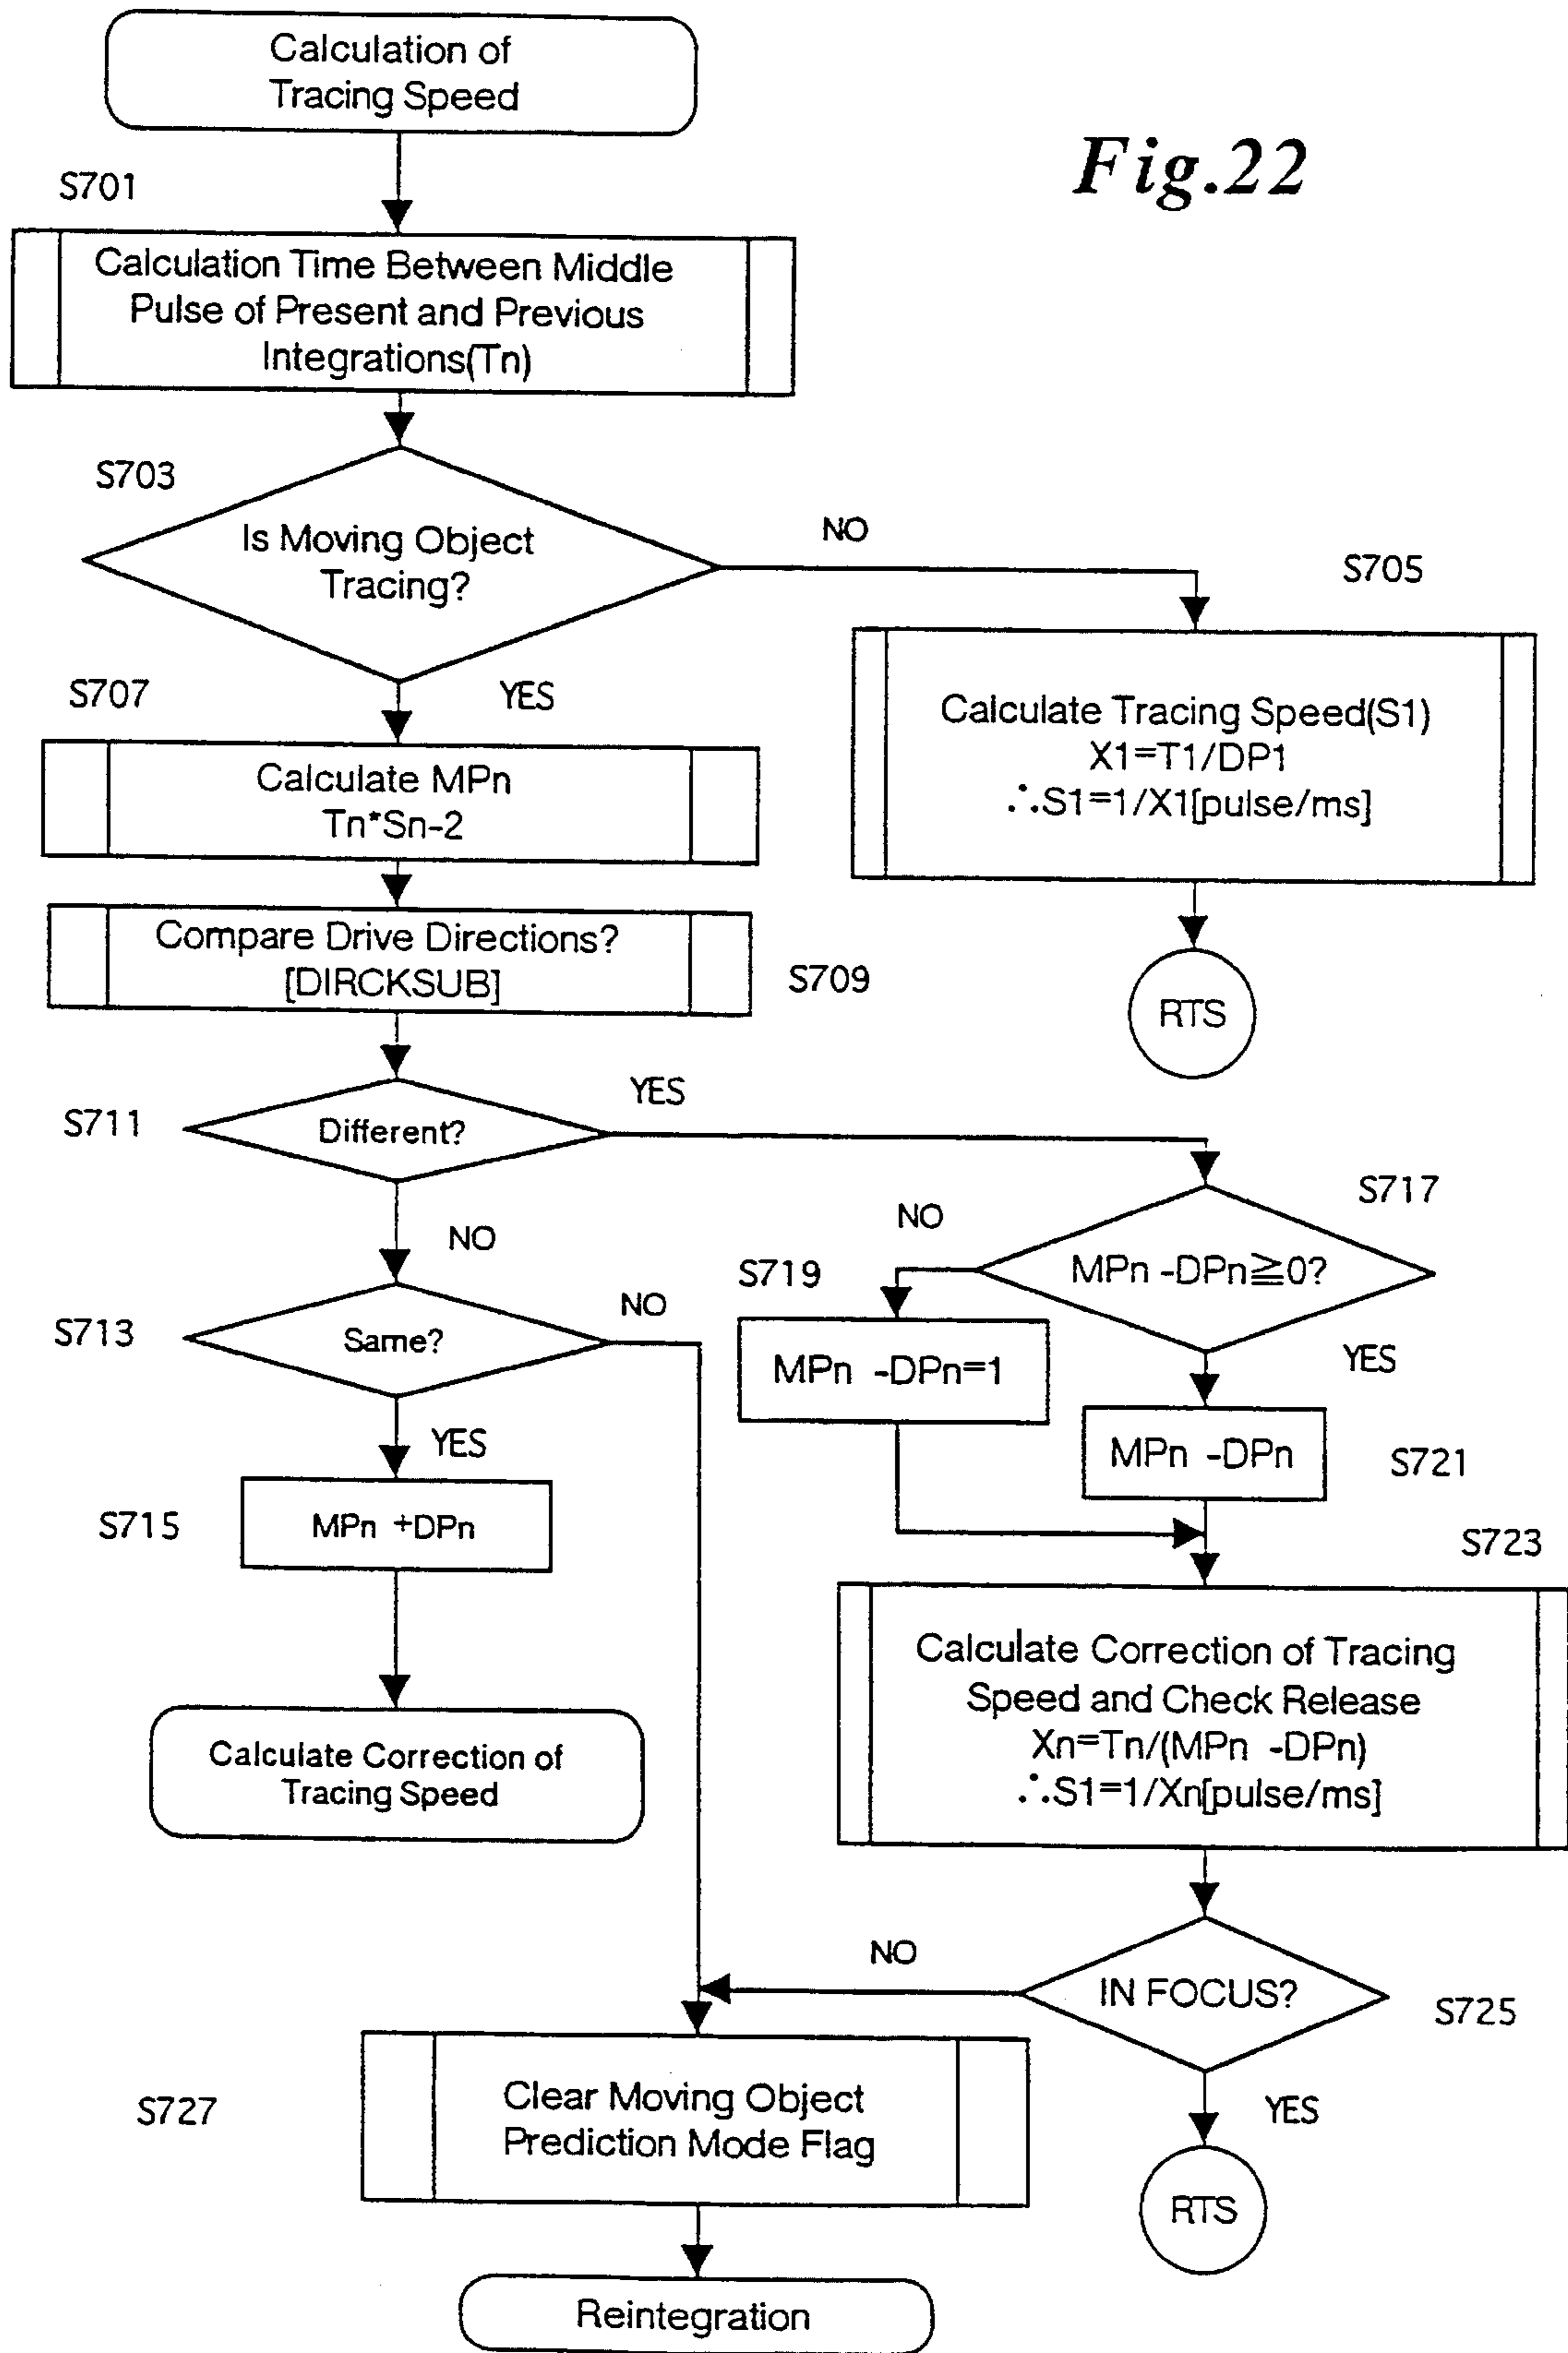 Calculation of
Tracing Speed
Fig.22
S701
Calculation Time Between Middle
Pulse of Present and Previous
Integrations(Tn)
S703
Is Moving Object
Tracing?
NO
S705
Calculate Tracing Speed(S1)
X1=T1/DP1
∴S1=1/X1[pulse/ms]
RTS
YES
S707
Calculate MPn
Tn*Sn-2
Compare Drive Directions?
[DIRCKSUB]
S709
S711
Different?
YES
NO
S717
MPn -DPn≧0?
NO
S719
MPn -DPn=1
YES
MPn -DPn
S721
S713
Same?
NO
YES
S715
MPn +DPn
Calculate Correction of
Tracing Speed
S723
Calculate Correction of Tracing
Speed and Check Release
Xn=Tn/(MPn -DPn)
∴S1=1/Xn[pulse/ms]
IN FOCUS?
NO
S725
YES
RTS
S727
Clear Moving Object
Prediction Mode Flag
Reintegration